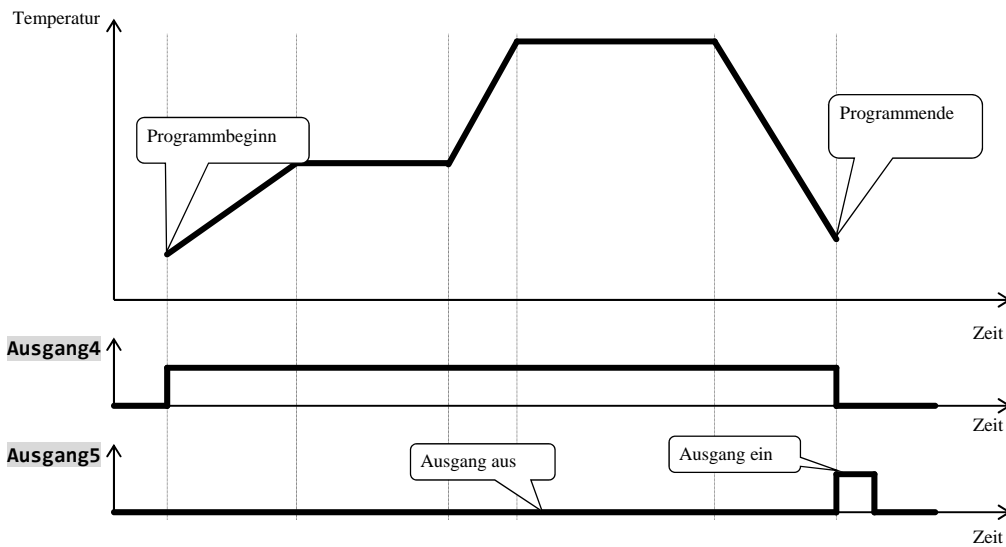 Temperatur
Programmbeginn
Programmende
Zeit
Ausgang4
Zeit
Ausgang5
Ausgang aus
Ausgang ein
Zeit